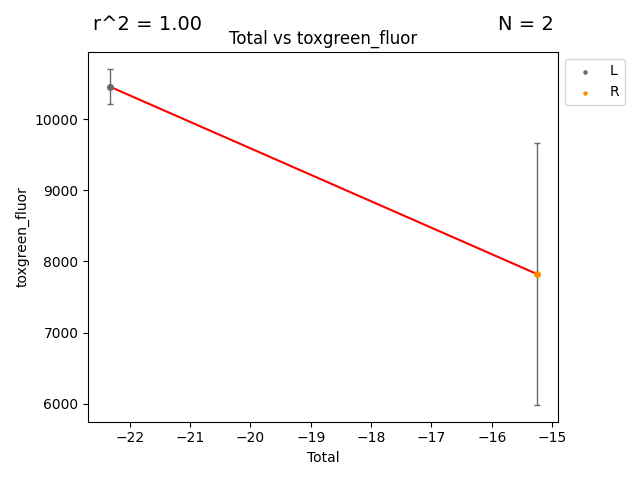 r^2 = 1.00
N = 2
Total vs toxgreen_fluor
L
R
10000
9000
8000
7000
6000
toxgreen_fluor
−22
−21
−20
−19
−18
−17
−16
−15
Total